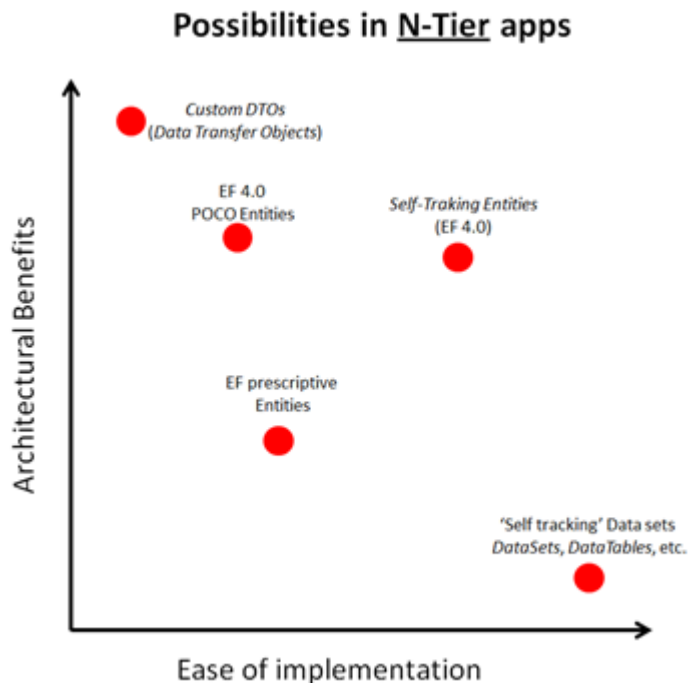 Possibilities in N-Tier apps
Custom DTOs
(Data Transfer Objects)
EF 4.0
POCO Entities
Self-Traking Entities
(EF 4.0)
EF prescriptive
Entities
‘Self tracking’ Data sets
DataSets, DataTables, etc.
Architectural Benefits
Ease of implementation